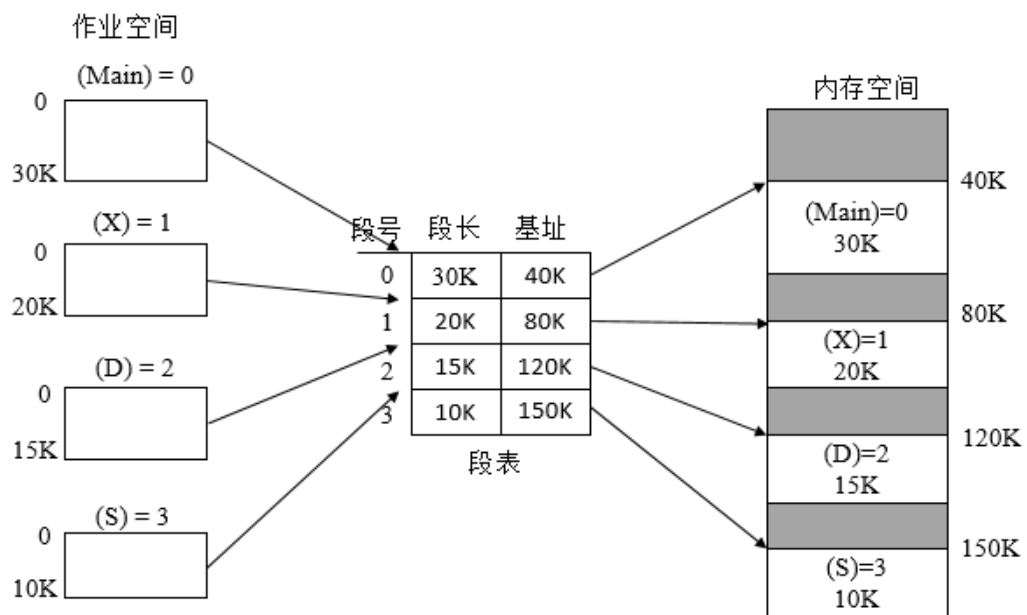 作业空间
(Main) = 0
0
30K
(X) = 1
0
20K
(D) = 2
0
15K
(S) = 3
0
10K
段号 段长 基址
0 30K 40K
1 20K 80K
2 15K 120K
3 10K 150K
段表
内存空间
40K
(Main)=0
30K
80K
(X)=1
20K
120K
(D)=2
15K
150K
(S)=3
10K